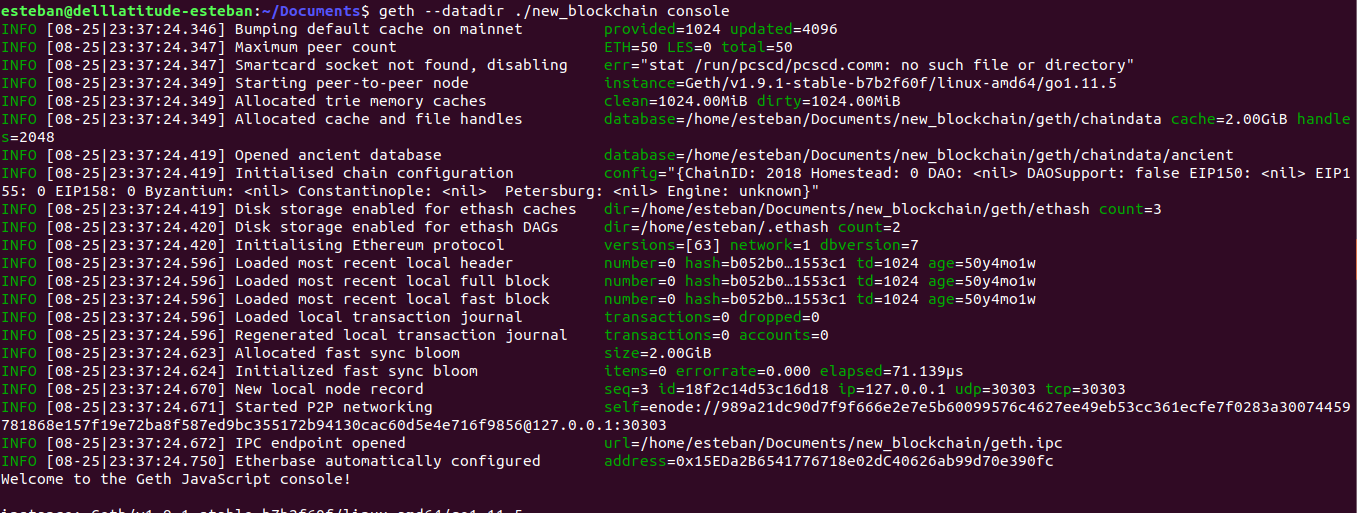 esteban@delllatitude-esteban:~/Documents$ geth --datadir ./new_blockchain console
INFO [08-25|23:37:24.346] Bumping default cache on mainnet         provided=1024 updated=4096
INFO [08-25|23:37:24.347] Maximum peer count                       ETH=50 LES=0 total=50
INFO [08-25|23:37:24.347] Smartcard socket not found, disabling    err="stat /run/pcscd/pcscd.comm: no such file or directory"
INFO [08-25|23:37:24.349] Starting peer-to-peer node               instance=Geth/v1.9.1-stable-b7b2f60f/linux-amd64/go1.11.5
INFO [08-25|23:37:24.349] Allocated trie memory caches             clean=1024.00MiB dirty=1024.00MiB
INFO [08-25|23:37:24.349] Allocated cache and file handles         database=/home/esteban/Documents/new_blockchain/geth/chaindata cache=2.00GiB handle
s=2048
INFO [08-25|23:37:24.419] Opened ancient database                  database=/home/esteban/Documents/new_blockchain/geth/chaindata/ancient
INFO [08-25|23:37:24.419] Initialised chain configuration          config="{ChainID: 2018 Homestead: 0 DAO: <nil> DAOSupport: false EIP150: <nil> EIP1
55: 0 EIP158: 0 Byzantium: <nil> Constantinople: <nil>  Petersburg: <nil> Engine: unknown}"
INFO [08-25|23:37:24.419] Disk storage enabled for ethash caches   dir=/home/esteban/Documents/new_blockchain/geth/ethash count=3
INFO [08-25|23:37:24.420] Disk storage enabled for ethash DAGs     dir=/home/esteban/.ethash count=2
INFO [08-25|23:37:24.420] Initialising Ethereum protocol           versions=[63] network=1 dbversion=7
INFO [08-25|23:37:24.596] Loaded most recent local header          number=0 hash=b052b0…1553c1 td=1024 age=50y4mo1w
INFO [08-25|23:37:24.596] Loaded most recent local full block      number=0 hash=b052b0…1553c1 td=1024 age=50y4mo1w
INFO [08-25|23:37:24.596] Loaded most recent local fast block      number=0 hash=b052b0…1553c1 td=1024 age=50y4mo1w
INFO [08-25|23:37:24.596] Loaded local transaction journal         transactions=0 dropped=0
INFO [08-25|23:37:24.596] Regenerated local transaction journal    transactions=0 accounts=0
INFO [08-25|23:37:24.623] Allocated fast sync bloom                size=2.00GiB
INFO [08-25|23:37:24.624] Initialized fast sync bloom              items=0 errorrate=0.000 elapsed=71.139µs
INFO [08-25|23:37:24.670] New local node record                    seq=3 id=18f2c14d53c16d18 ip=127.0.0.1 udp=30303 tcp=30303
INFO [08-25|23:37:24.671] Started P2P networking                   self=enode://989a21dc90d7f9f666e2e7e5b60099576c4627ee49eb53cc361ecfe7f0283a30074459
781868e157f19e72ba8f587ed9bc355172b94130cac60d5e4e716f9856@127.0.0.1:30303
INFO [08-25|23:37:24.672] IPC endpoint opened                      url=/home/esteban/Documents/new_blockchain/geth.ipc
INFO [08-25|23:37:24.750] Etherbase automatically configured       address=0x15EDa2B6541776718e02dC40626ab99d70e390fc
Welcome to the Geth JavaScript console!
instance: Geth/v1.9.1-stable-b7b2f60f/linux-amd64/go1.11.5